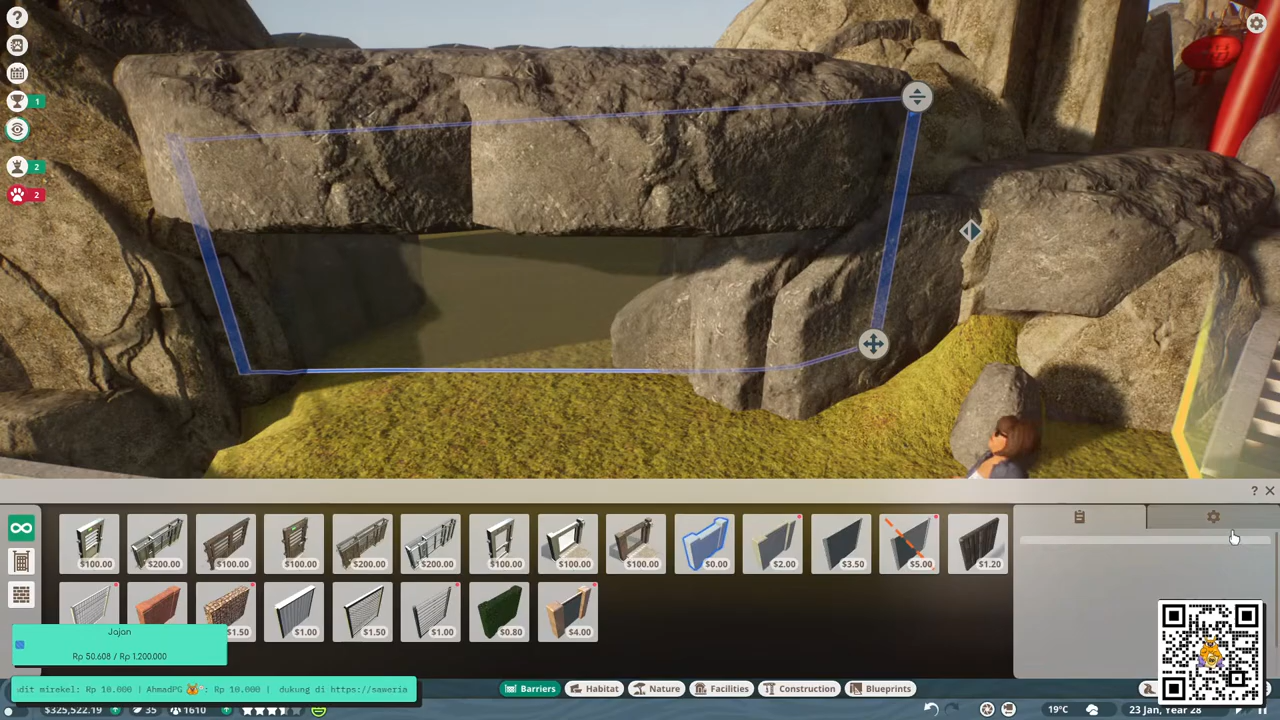 ?
1
2
2
? ×
$100.00 $200.00 $100.00 $100.00 $200.00 $200.00 $100.00 $100.00 $100.00 $0.00 $2.00 $3.50 $5.00 $1.20
$1.50 $1.00 $1.50 $1.00 $0.80 $4.00
Jajan
Rp 50.608 / Rp 1.200.000
dit mirekel: Rp 10.000 | AhmadPG : Rp 10.000 | dukung di https://saweria
Barriers Habitat Nature Facilities Construction Blueprints
$325,522.19 35 1610 19°C 23 Jan, Year 28